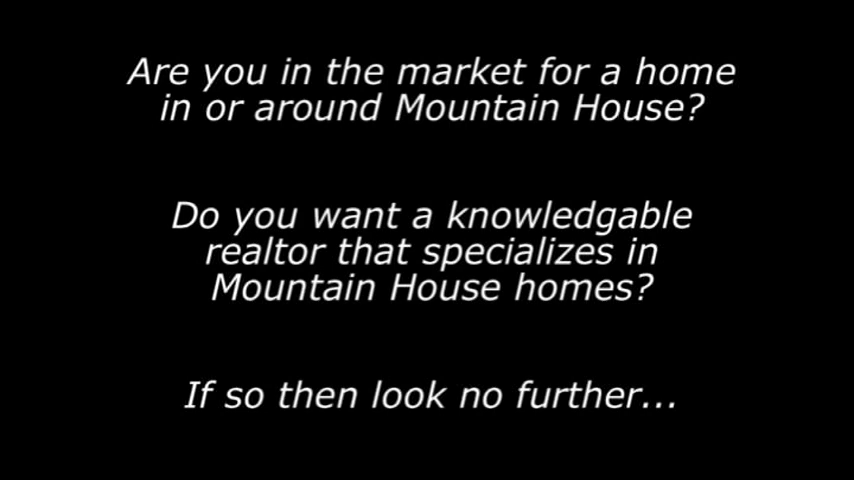 Are you in the market for a home
in or around Mountain House?
Do you want a knowledgable
realtor that specializes in
Mountain House homes?
If so then look no further...